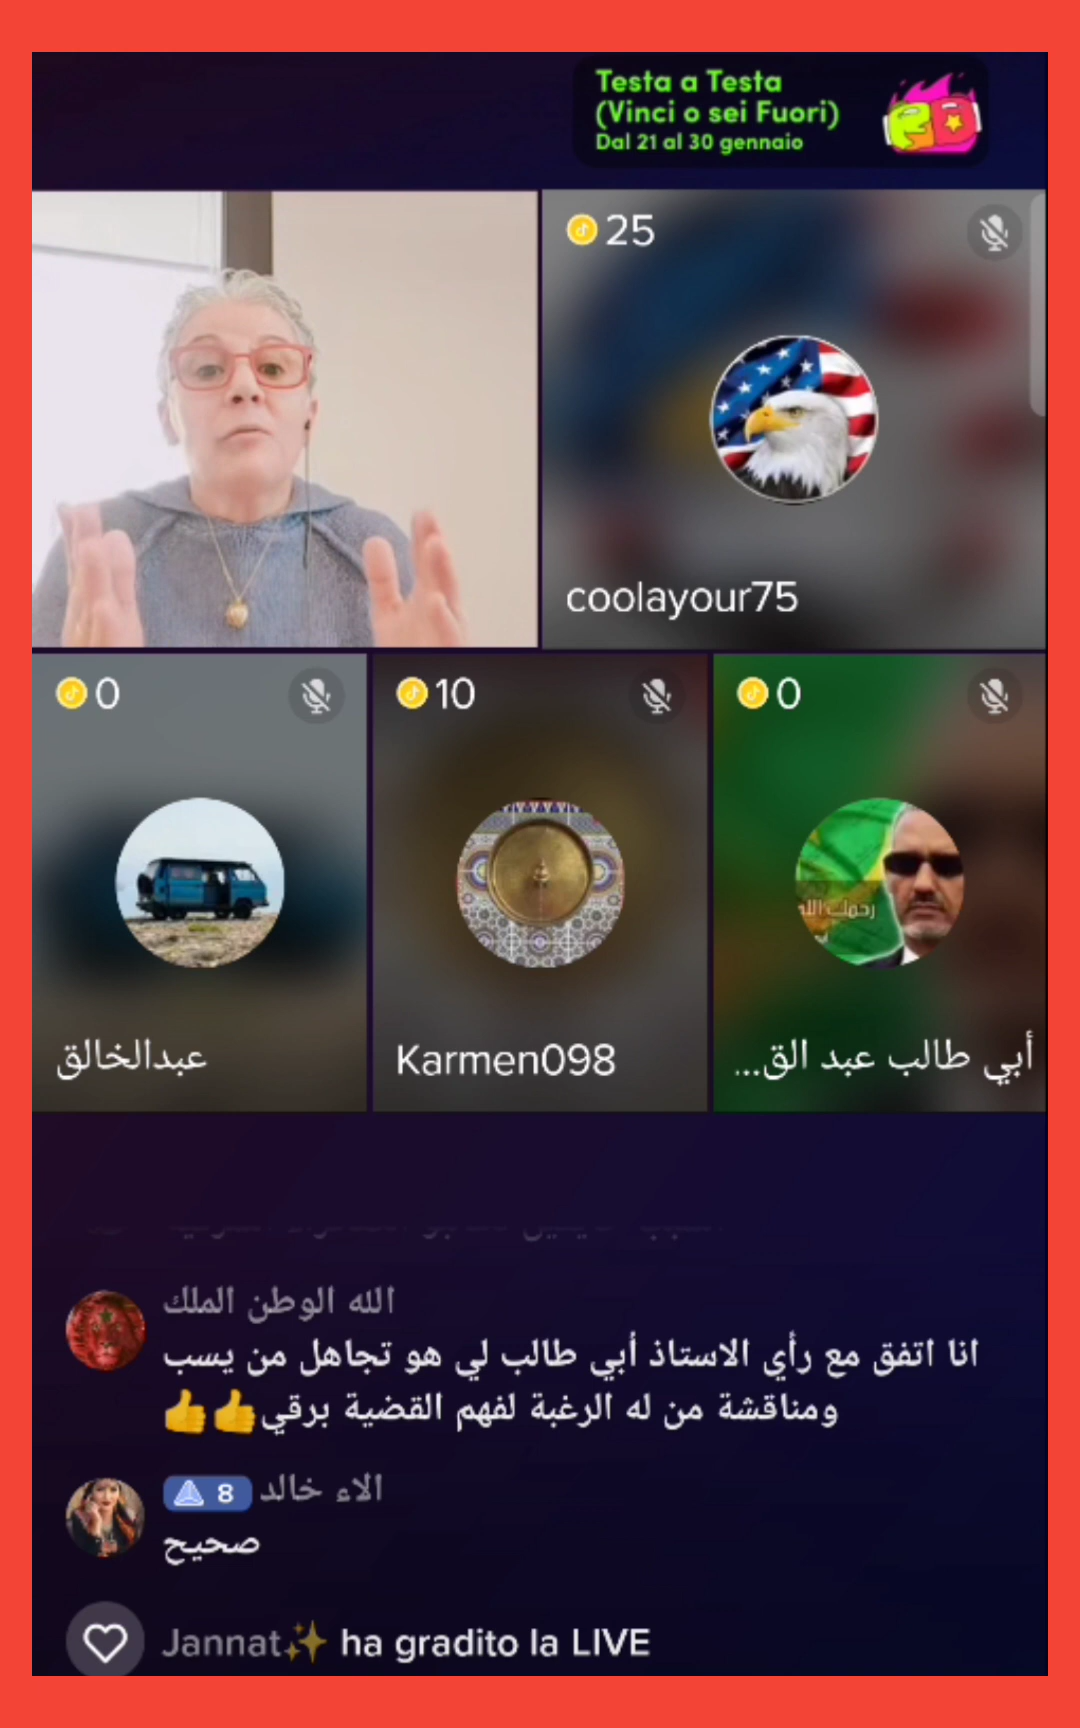 Testa a Testa
(Vinci o sei Fuori)
Dal 21 al 30 gennaio
25
coolayour75
0
10
0
رحمك الله
عبدالخالق
Karmen098
أبي طالب عبد الق...
الله الوطن الملك
انا اتفق مع رأي الاستاذ أبي طالب لي هو تجاهل من يسب
ومناقشة من له الرغبة لفهم القضية برقي👍👍
8 الاء خالد
صحيح
Jannat✨ ha gradito la LIVE